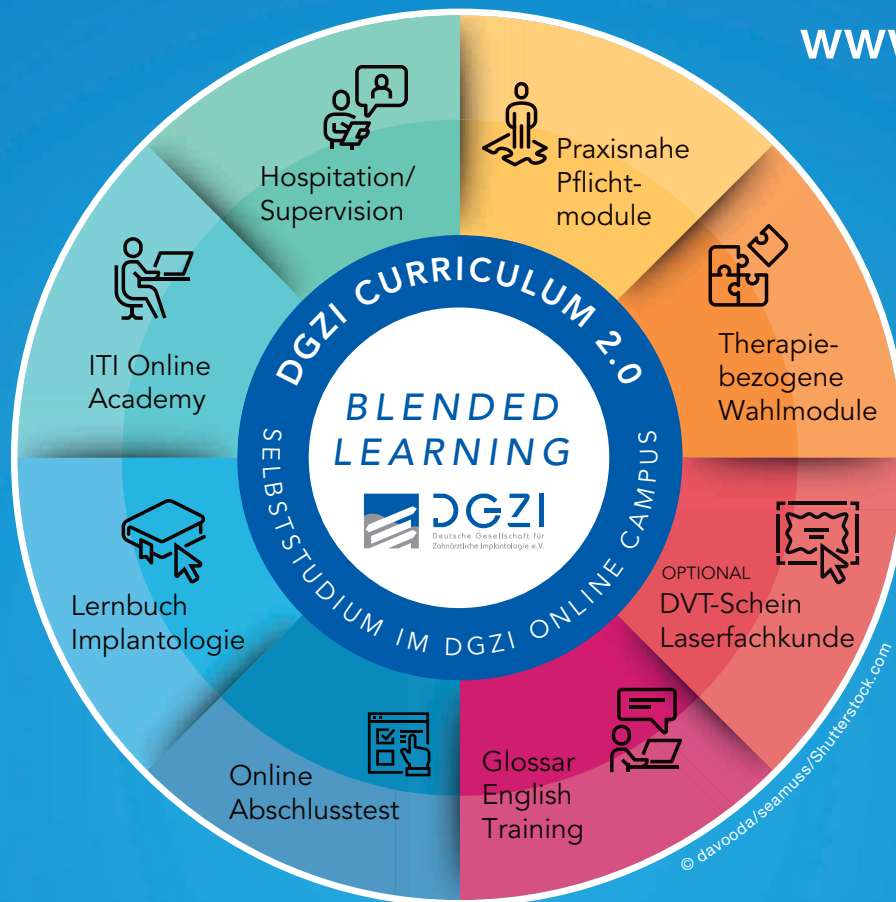 www
Hospitation/
Supervision
Praxisnahe
Pflicht-
module
ITI Online
Academy
Therapie-
bezogene
Wahlmodule
DGZI CURRICULUM 2.0
BLENDED
LEARNING
DGZI
Deutsche Gesellschaft für
Zahnärztliche Implantologie e.V.
SELBSTSTUDIUM IM DGZI ONLINE CAMPUS
Lernbuch
Implantologie
OPTIONAL
DVT-Schein
Laserfachkunde
Online
Abschlusstest
Glossar
English
Training
© davooda/seamuss/Shutterstock.com